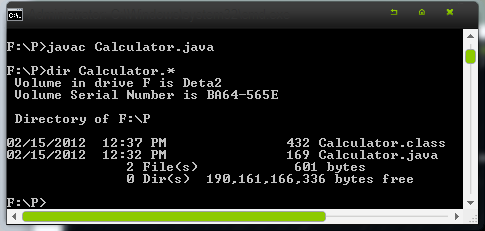 C:\.
F:\P>javac Calculator.java
F:\P>dir Calculator.*
Volume in drive F is Deta2
Volume Serial Number is BA64-565E
Directory of F:\P
02/15/2012  12:37 PM               432 Calculator.class
02/15/2012  12:32 PM               169 Calculator.java
2 File(s)            601 bytes
0 Dir(s)  190,161,166,336 bytes free
F:\P>